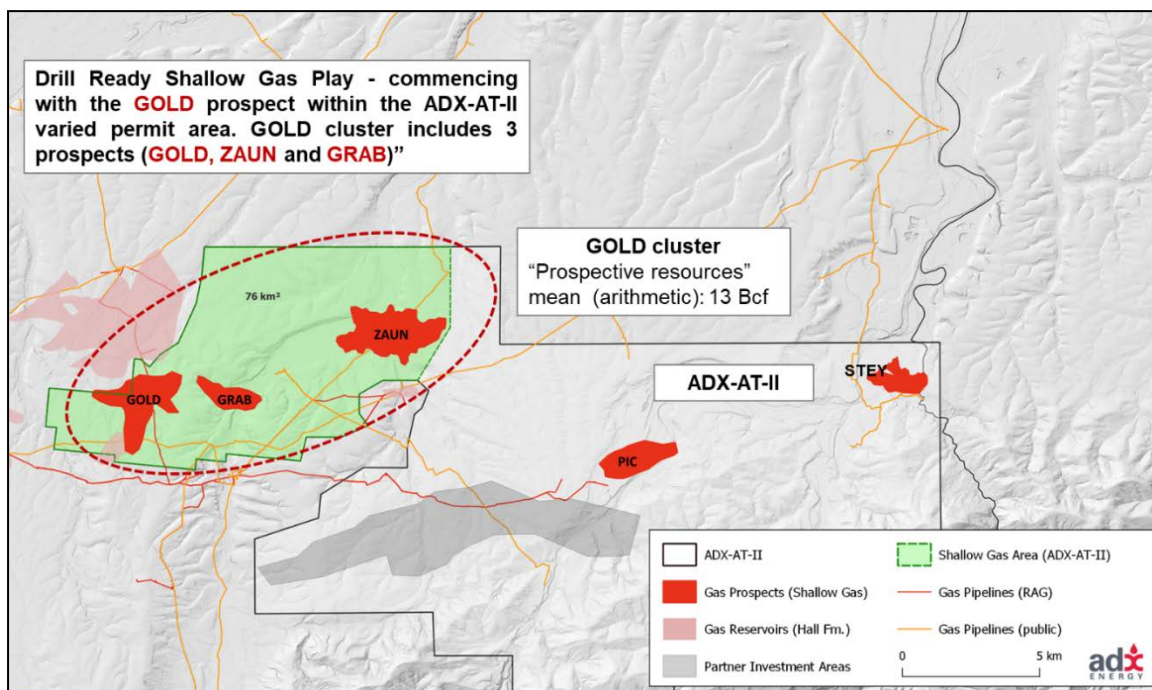 Drill Ready Shallow Gas Play - commencing
with the GOLD prospect within the ADX-AT-II
varied permit area. GOLD cluster includes 3
prospects (GOLD, ZAUN and GRAB)”
GOLD cluster
“Prospective resources”
mean (arithmetic): 13 Bcf
76 km²
ZAUN
GOLD
GRAB
ADX-AT-II
STEY
PIC
ADX-AT-II
Shallow Gas Area (ADX-AT-II)
Gas Prospects (Shallow Gas)
Gas Pipelines (RAG)
Gas Reservoirs (Hall Fm.)
Gas Pipelines (public)
Partner Investment Areas
0 5 km
adx
ENERGY